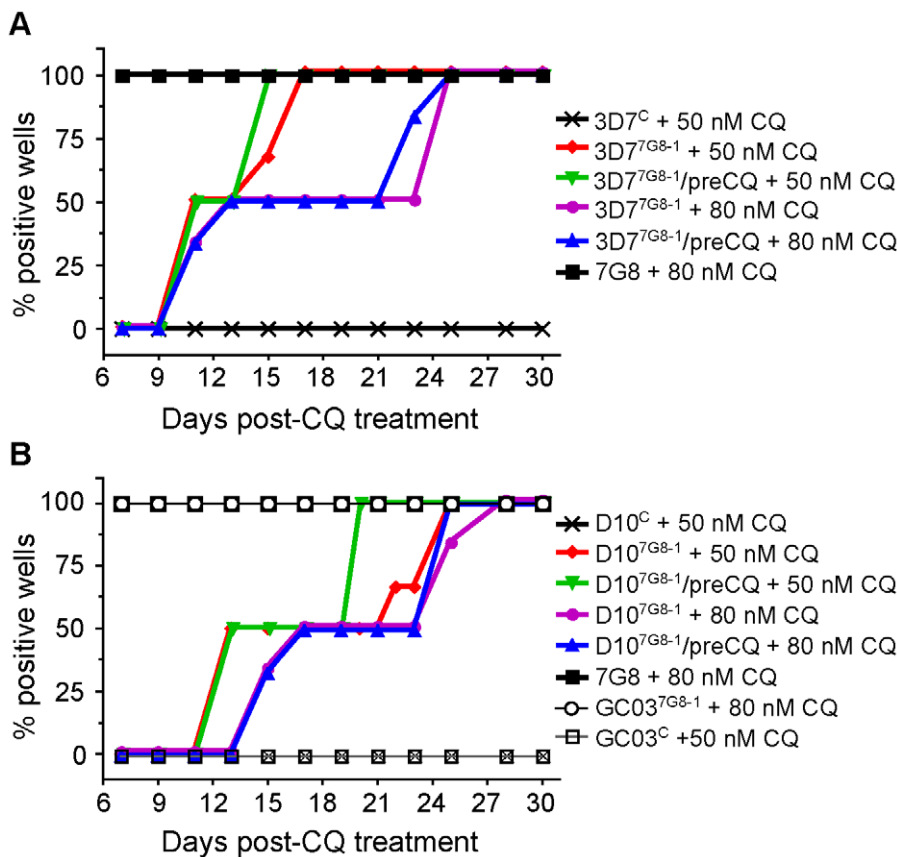 A
% positive wells
100
75
50
25
0
6 9 12 15 18 21 24 27 30
Days post-CQ treatment
3D7ᶜ + 50 nM CQ
3D7⁷ᴳ⁸⁻¹ + 50 nM CQ
3D7⁷ᴳ⁸⁻¹/preCQ + 50 nM CQ
3D7⁷ᴳ⁸⁻¹ + 80 nM CQ
3D7⁷ᴳ⁸⁻¹/preCQ + 80 nM CQ
7G8 + 80 nM CQ
B
% positive wells
100
75
50
25
0
6 9 12 15 18 21 24 27 30
Days post-CQ treatment
D10ᶜ + 50 nM CQ
D10⁷ᴳ⁸⁻¹ + 50 nM CQ
D10⁷ᴳ⁸⁻¹/preCQ + 50 nM CQ
D10⁷ᴳ⁸⁻¹ + 80 nM CQ
D10⁷ᴳ⁸⁻¹/preCQ + 80 nM CQ
7G8 + 80 nM CQ
GC03⁷ᴳ⁸⁻¹ + 80 nM CQ
GC03ᶜ +50 nM CQ